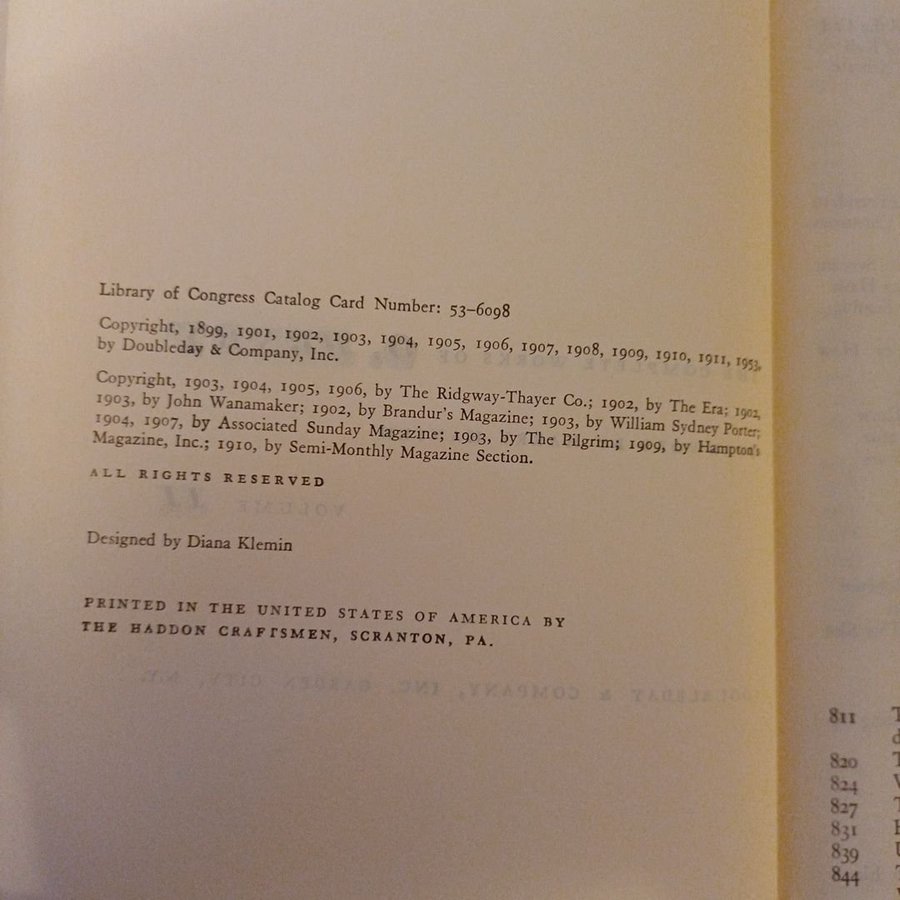 Library of Congress Catalog Card Number: 53–6098
Copyright, 1899, 1901, 1902, 1903, 1904, 1905, 1906, 1907, 1908, 1909, 1910, 1911, 1953,
by Doubleday & Company, Inc.
Copyright, 1903, 1904, 1905, 1906, by The Ridgway-Thayer Co.; 1902, by The Era; 1902,
1903, by John Wanamaker; 1902, by Brandur's Magazine; 1903, by William Sydney Porter;
1904, 1907, by Associated Sunday Magazine; 1903, by The Pilgrim; 1909, by Hampton's
Magazine, Inc.; 1910, by Semi-Monthly Magazine Section.
ALL RIGHTS RESERVED
Designed by Diana Klemin
PRINTED IN THE UNITED STATES OF AMERICA BY
THE HADDON CRAFTSMEN, SCRANTON, PA.
811
820
824
827
831
839
844